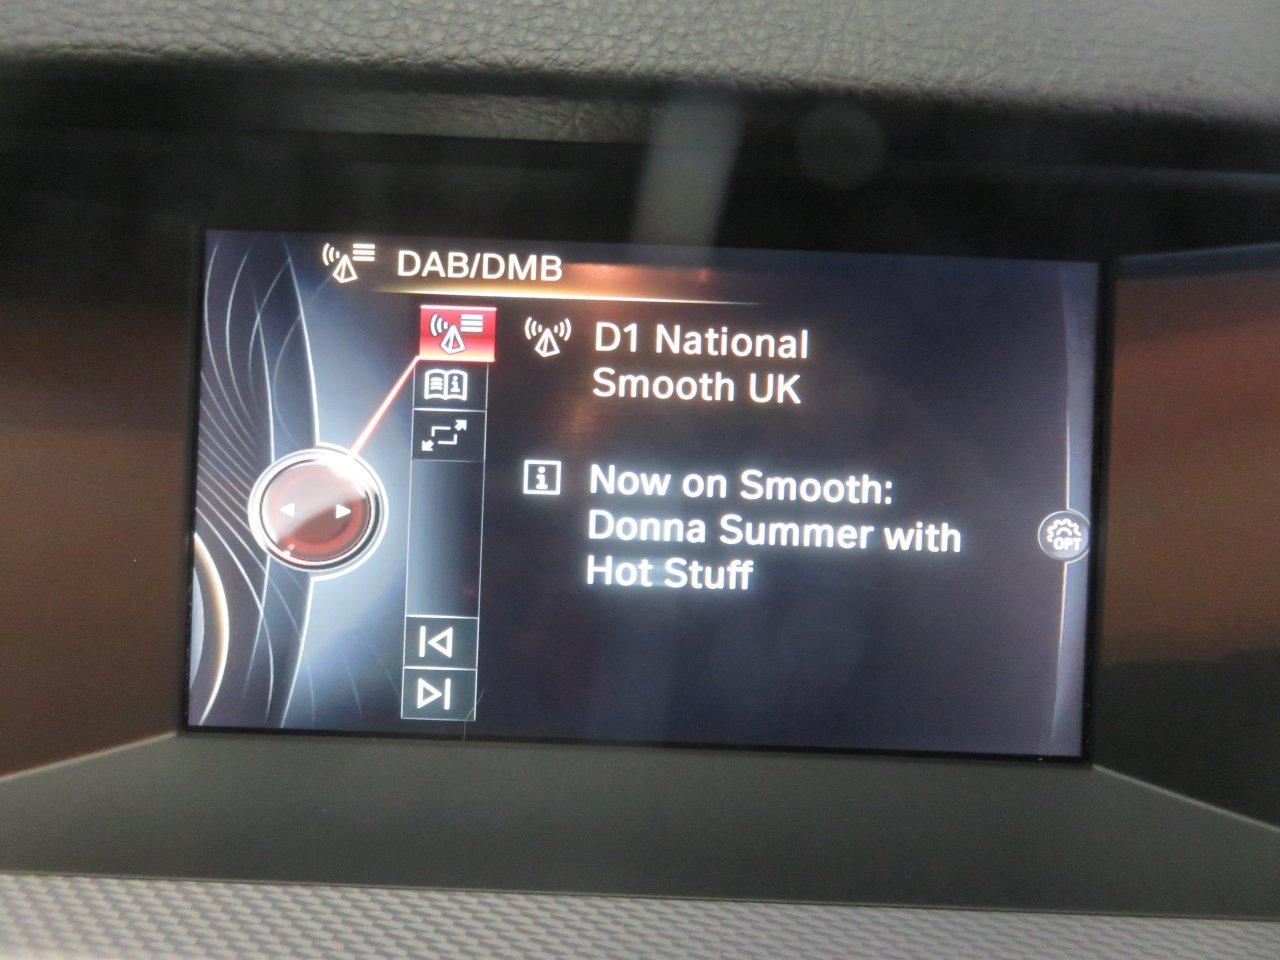 DAB/DMB
D1 National
Smooth UK
Now on Smooth:
Donna Summer with
Hot Stuff
OPT